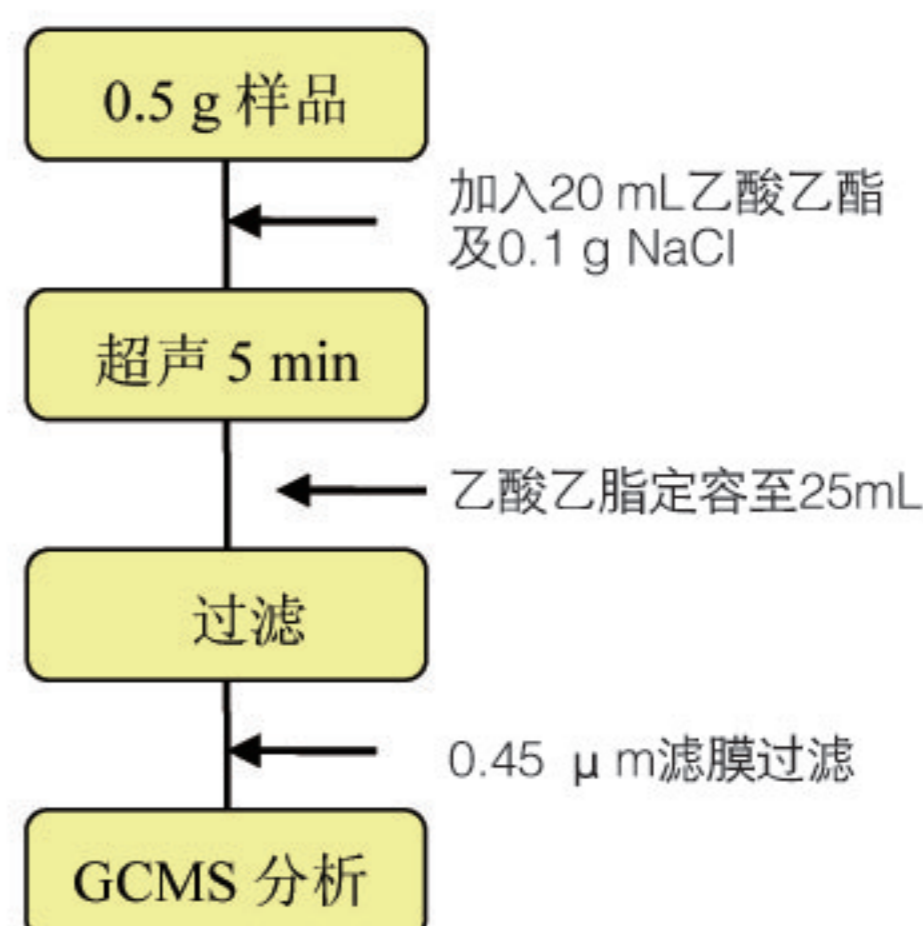 0.5 g 样品
加入20 mL乙酸乙酯
及0.1 g NaCl
超声 5 min
乙酸乙脂定容至25mL
过滤
0.45 μ m滤膜过滤
GCMS 分析